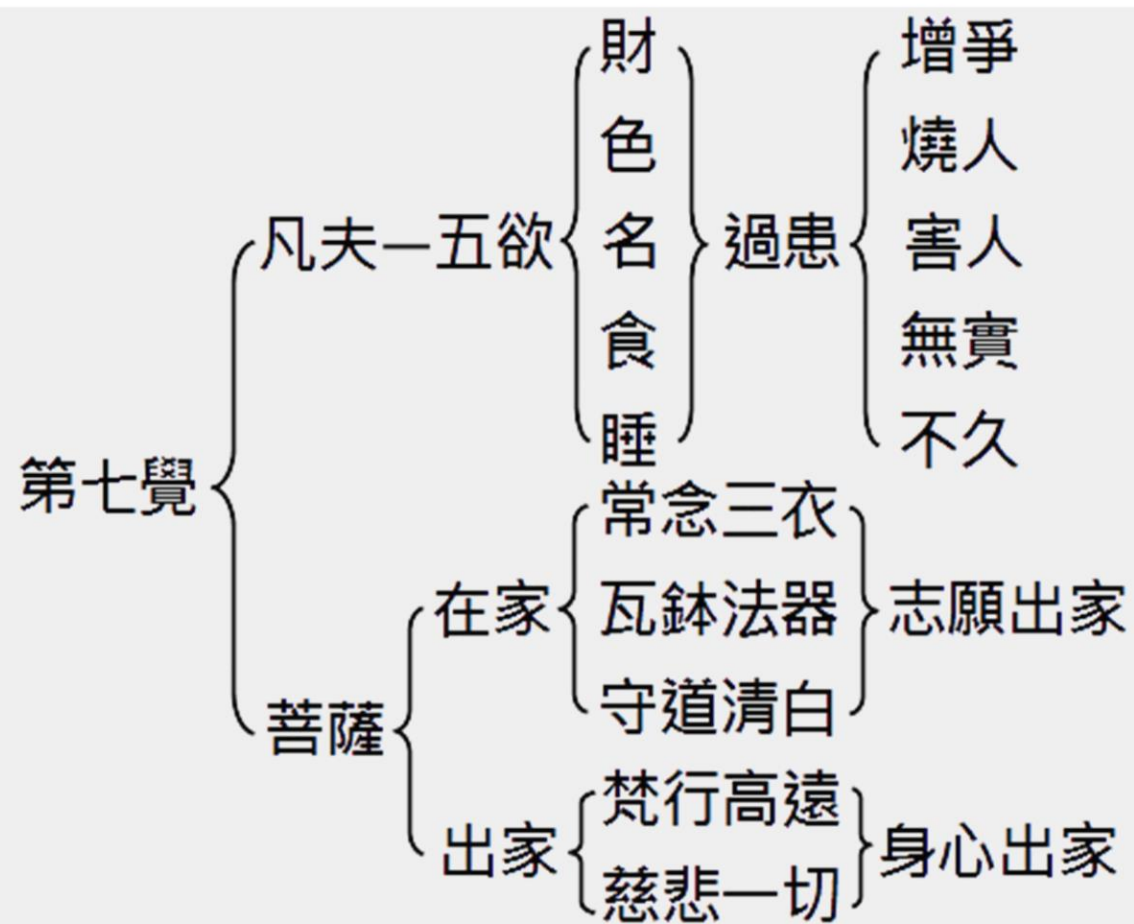 第七覺
凡夫—五欲
財
色
名
食
睡
過患
增爭
燒人
害人
無實
不久
菩薩
在家
常念三衣
瓦鉢法器
守道清白
志願出家
出家
梵行高遠
慈悲一切
身心出家